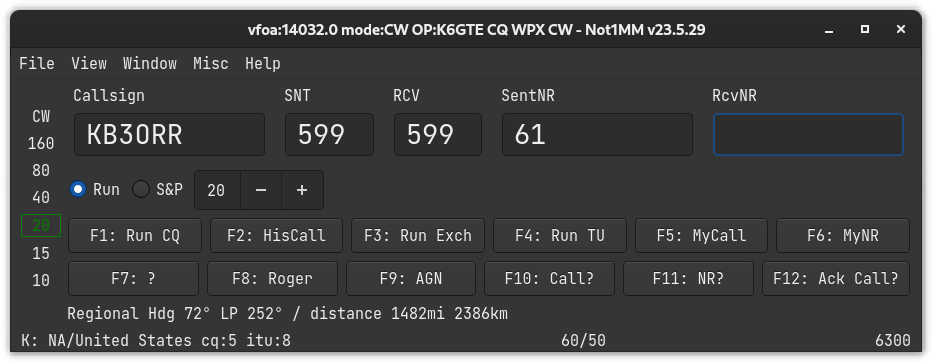 vfoa:14032.0 mode:CW OP:K6GTE CQ WPX CW - Not1MM v23.5.29
File View Window Misc Help
Callsign SNT RCV SentNR RcvNR
CW
KB3ORR 599 599 61
160
80
Run S&P 20 − +
40
20
F1: Run CQ F2: HisCall F3: Run Exch F4: Run TU F5: MyCall F6: MyNR
15
10
F7: ? F8: Roger F9: AGN F10: Call? F11: NR? F12: Ack Call?
Regional Hdg 72° LP 252° / distance 1482mi 2386km
K: NA/United States cq:5 itu:8 60/50 6300